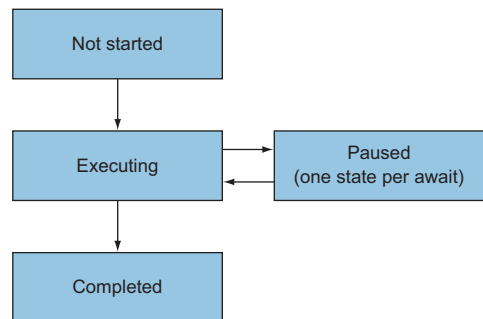 Not started
Executing
Paused
(one state per await)
Completed